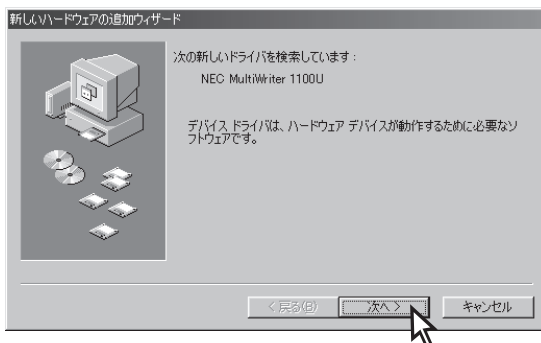 新しいハードウェアの追加ウィザード
次の新しいドライバを検索しています：
NEC MultiWriter 1100U
デバイス ドライバは、ハードウェア デバイスが動作するために必要なソ
フトウェアです。
< 戻る(B)
次へ >
キャンセル